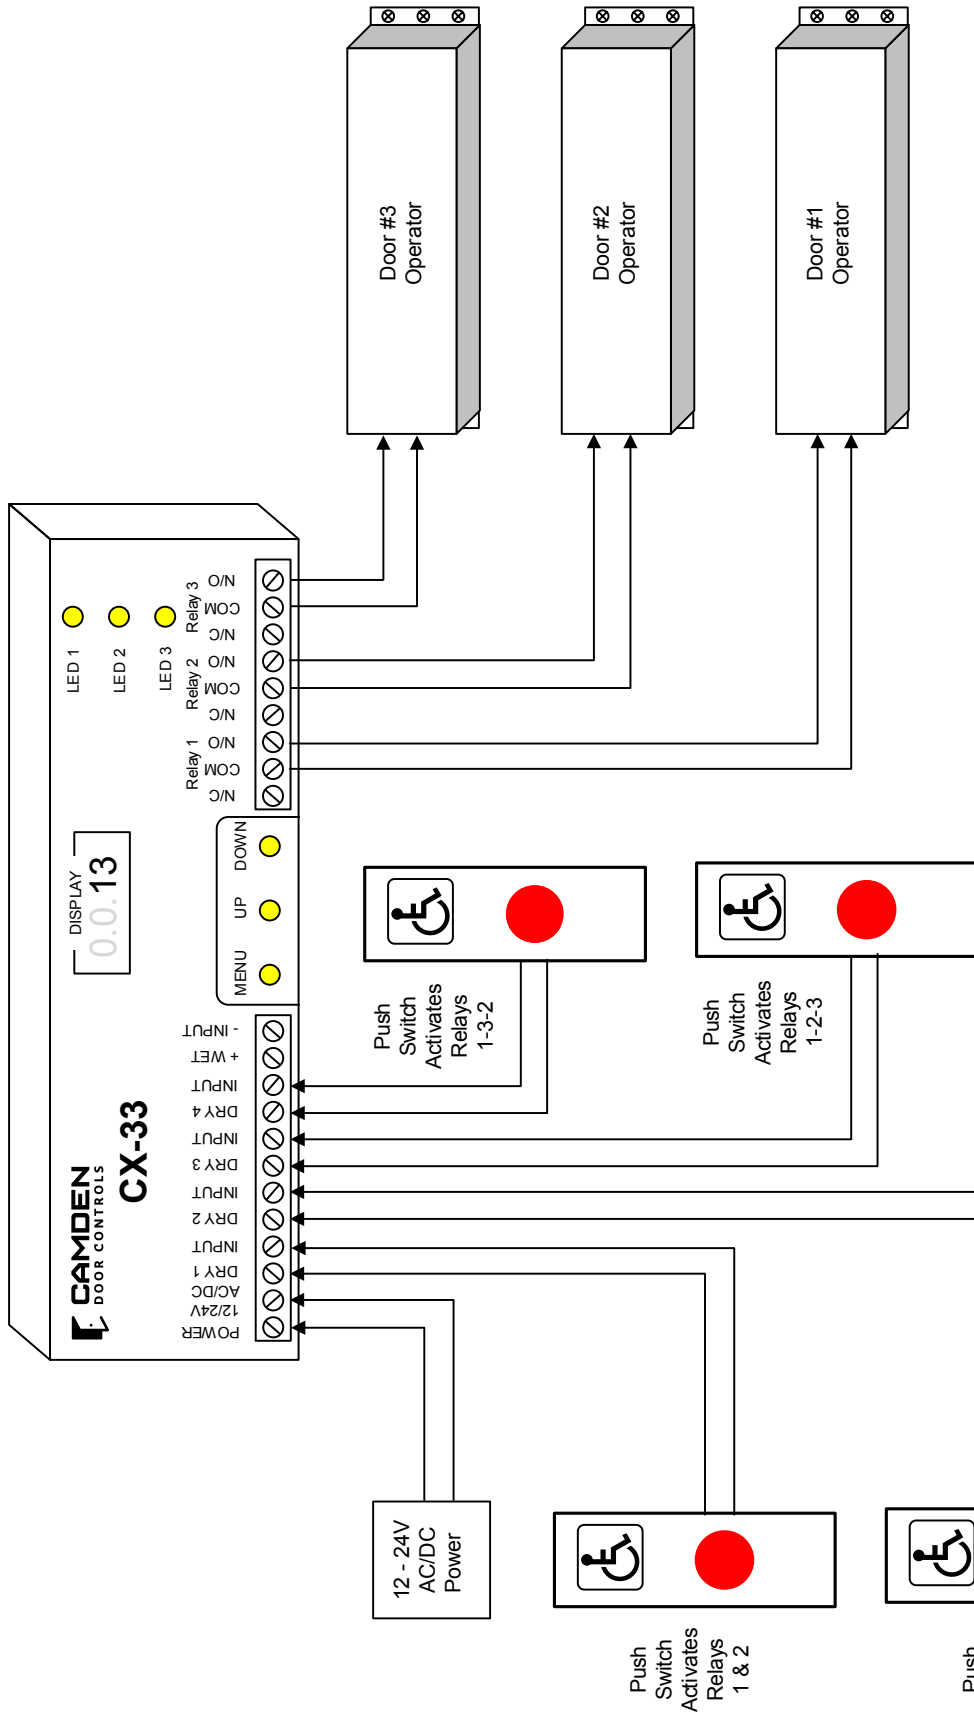 CAMDEN
DOOR CONTROLS
CX-33
DISPLAY
0.0.13
LED 1
LED 2
LED 3
MENU
UP
DOWN
POWER
12/24V
AC/DC
DRY 1
INPUT
DRY 2
INPUT
DRY 3
INPUT
DRY 4
INPUT
+ WET
- INPUT
Relay 1
Relay 2
Relay 3
N/C
COM
N/O
N/C
COM
N/O
N/C
COM
N/O
12 - 24V
AC/DC
Power
Push
Switch
Activates
Relays
1 & 2
Push
Push
Switch
Activates
Relays
1-3-2
Push
Switch
Activates
Relays
1-2-3
Door #3
Operator
Door #2
Operator
Door #1
Operator